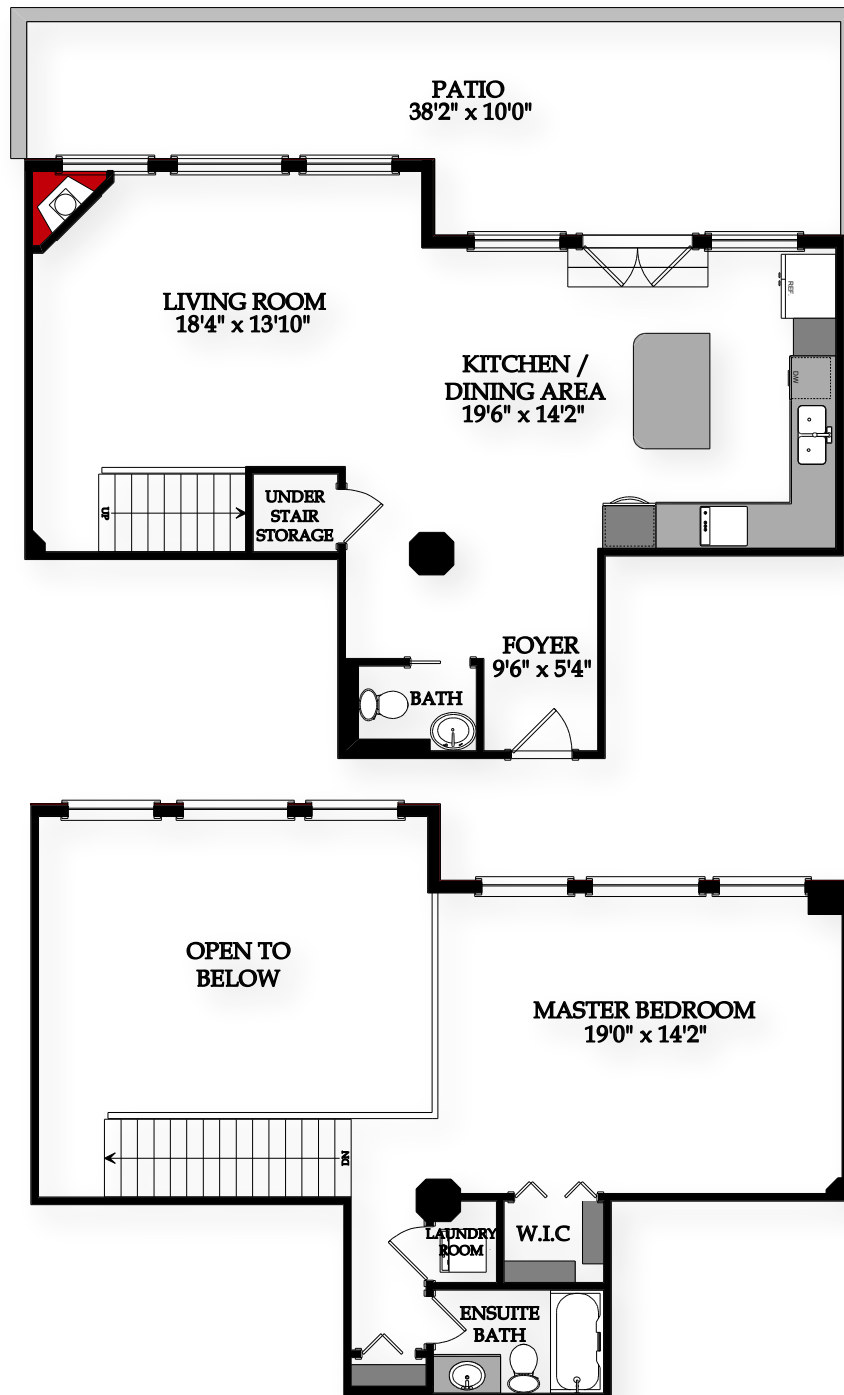 PATIO
38'2" x 10'0"
LIVING ROOM
18'4" x 13'10"
REF.
KITCHEN /
DINING AREA
19'6" x 14'2"
DW
UP
UNDER
STAIR
STORAGE
FOYER
9'6" x 5'4"
BATH
OPEN TO
BELOW
MASTER BEDROOM
19'0" x 14'2"
DN
LAUNDRY
ROOM
W.I.C
ENSUITE
BATH